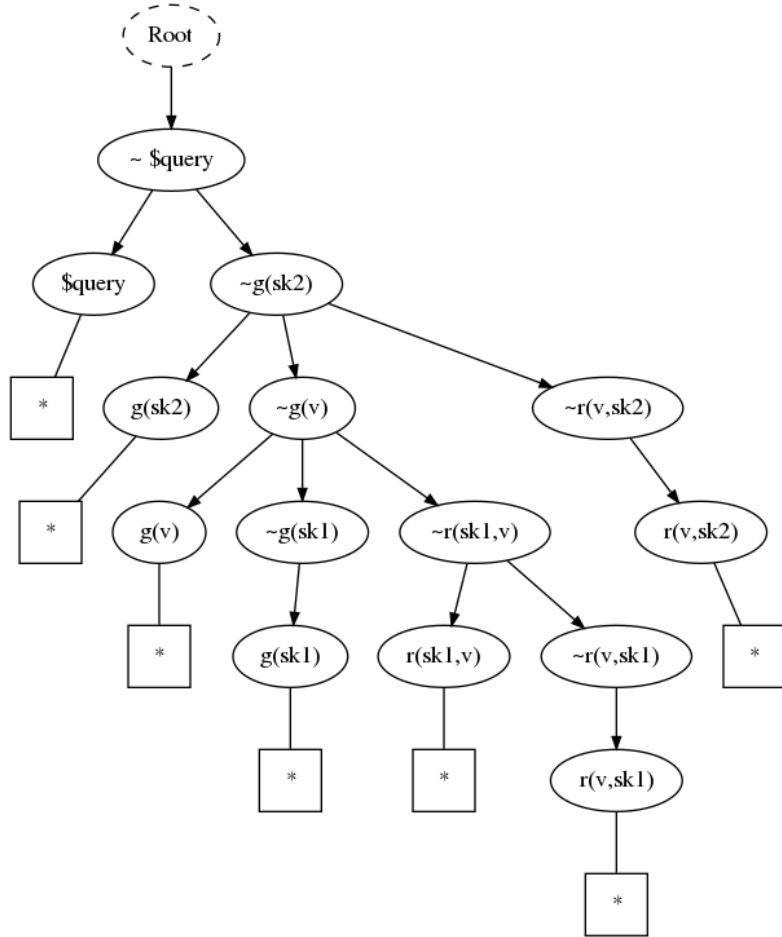 Root
~ $query
$query
~g(sk2)
*
g(sk2)
~g(v)
~r(v,sk2)
*
g(v)
~g(sk1)
~r(sk1,v)
r(v,sk2)
*
g(sk1)
r(sk1,v)
~r(v,sk1)
*
*
*
r(v,sk1)
*